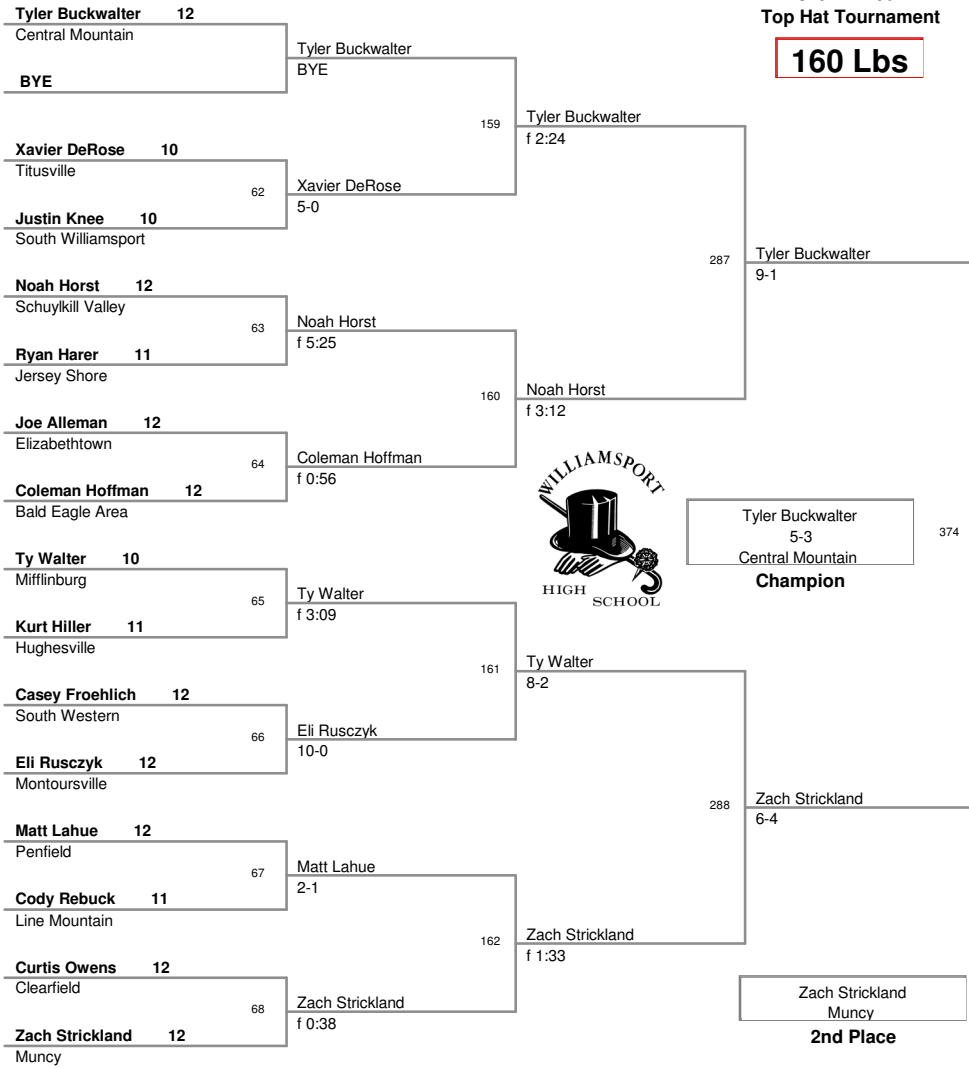 Top Hat Tournament
160 Lbs
Tyler Buckwalter 12
Central Mountain
BYE
Xavier DeRose 10
Titusville
62
Justin Knee 10
South Williamsport
Noah Horst 12
Schuylkill Valley
63
Ryan Harer 11
Jersey Shore
Joe Alleman 12
Elizabethtown
64
Coleman Hoffman 12
Bald Eagle Area
Ty Walter 10
Mifflinburg
65
Kurt Hiller 11
Hughesville
Casey Froehlich 12
South Western
66
Eli Rusczyk 12
Montoursville
Matt Lahue 12
Penfield
67
Cody Rebuck 11
Line Mountain
Curtis Owens 12
Clearfield
68
Zach Strickland 12
Muncy
Tyler Buckwalter
BYE
159
Xavier DeRose
5-0
Noah Horst
f 5:25
160
Coleman Hoffman
f 0:56
Ty Walter
f 3:09
161
Eli Rusczyk
10-0
Matt Lahue
2-1
162
Zach Strickland
f 0:38
Tyler Buckwalter
f 2:24
287
Noah Horst
f 3:12
WILLIAMSPORT
HIGH
SCHOOL
Ty Walter
8-2
288
Zach Strickland
f 1:33
Tyler Buckwalter
9-1
Tyler Buckwalter
5-3
Central Mountain
374
Champion
Zach Strickland
6-4
Zach Strickland
Muncy
2nd Place